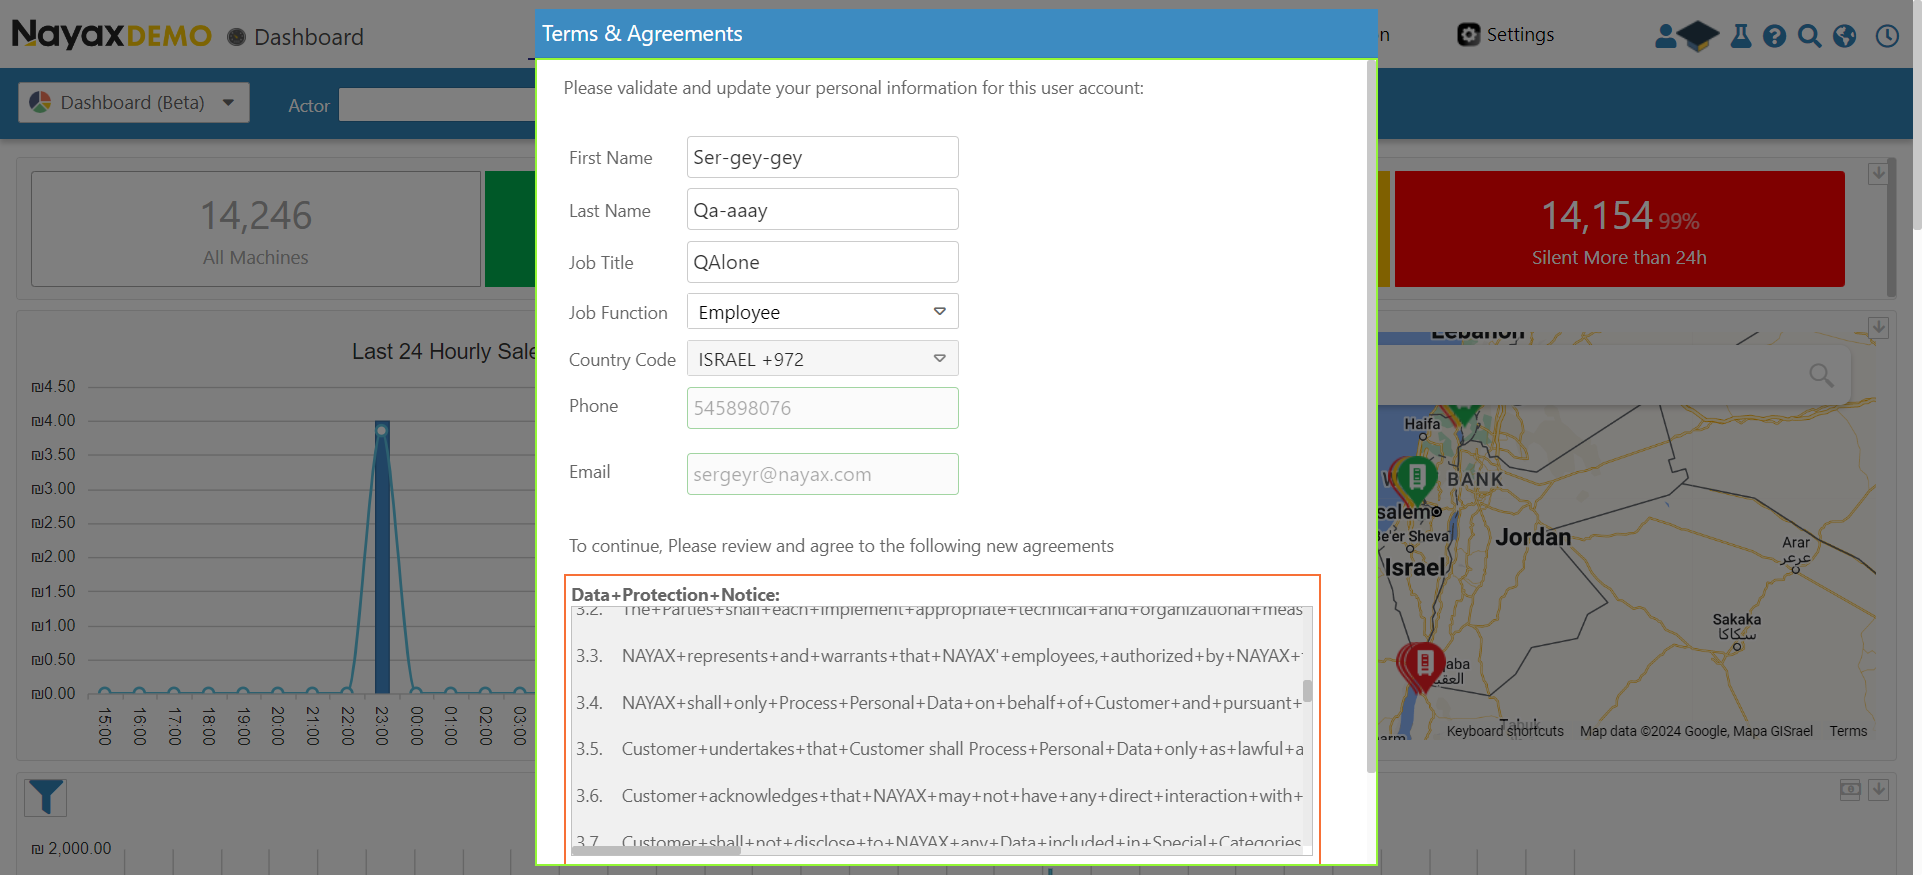 NayaxDEMO Dashboard
Settings
Dashboard (Beta)
Actor
14,246
All Machines
14,154 99%
Silent More than 24h
Last 24 Hourly Sale
₪4.50
₪4.00
₪3.50
₪3.00
₪2.50
₪2.00
₪1.50
₪1.00
₪0.50
₪0.00
15:00
16:00
17:00
18:00
19:00
20:00
21:00
22:00
23:00
00:00
01:00
02:00
03:00
₪ 2,000.00
Terms & Agreements
Please validate and update your personal information for this user account:
First Name Ser-gey-gey
Last Name Qa-aaay
Job Title QAlone
Job Function Employee
Country Code ISRAEL +972
Phone 545898076
Email sergeyr@nayax.com
To continue, Please review and agree to the following new agreements
Data+Protection+Notice:
3.2. The+Parties+shall+each+implement+appropriate+technical+and+organizational+meas
3.3. NAYAX+represents+and+warrants+that+NAYAX'+employees,+authorized+by+NAYAX+
3.4. NAYAX+shall+only+Process+Personal+Data+on+behalf+of+Customer+and+pursuant+
3.5. Customer+undertakes+that+Customer shall Process+Personal+Data+only+as+lawful+a
3.6. Customer+acknowledges+that+NAYAX+may+not+have+any+direct+interaction+with+
3.7. Customer+shall+not+disclose+to+NAYAX+any+Data+included+in+Special+Categories
Lebanon
Haifa
W BANK
salem
Be'er Sheva
Israel
Jordan
Arar
عرعر
Sakaka
سكاكا
aba
العقبة
Tabuk
Keyboard shortcuts Map data ©2024 Google, Mapa GISrael Terms